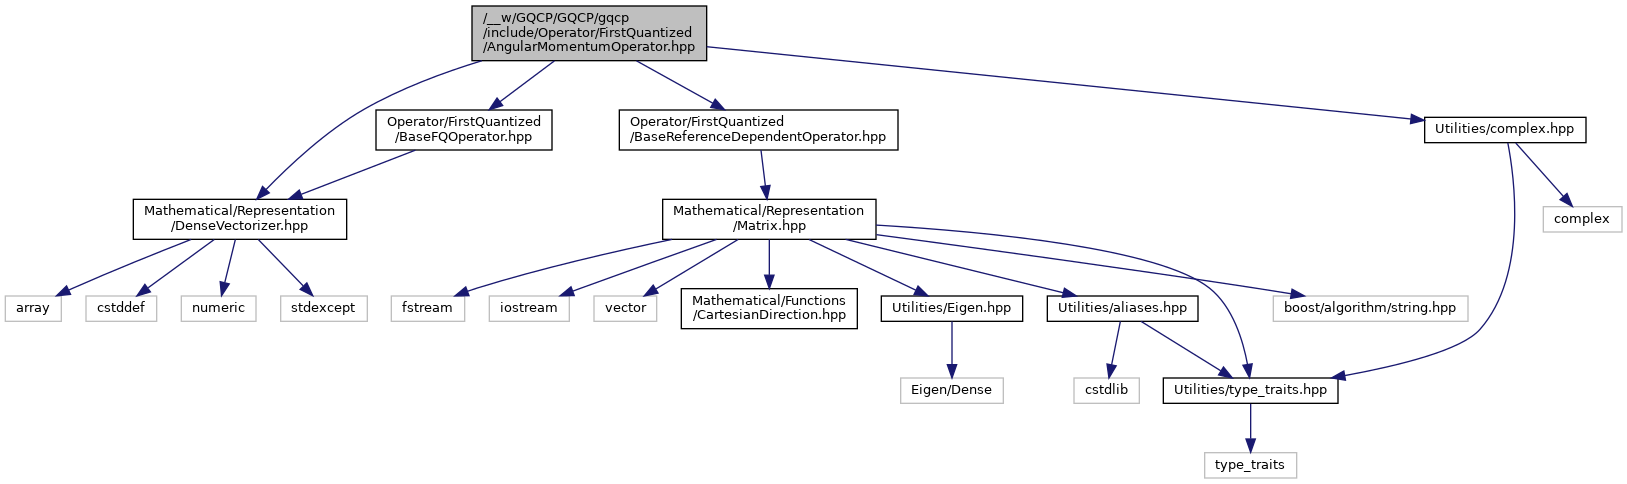 /__w/GQCP/GQCP/gqcp
/include/Operator/FirstQuantized
/AngularMomentumOperator.hpp
Operator/FirstQuantized
/BaseFQOperator.hpp
Operator/FirstQuantized
/BaseReferenceDependentOperator.hpp
Utilities/complex.hpp
Mathematical/Representation
/DenseVectorizer.hpp
Mathematical/Representation
/Matrix.hpp
complex
array
cstddef
numeric
stdexcept
fstream
iostream
vector
Mathematical/Functions
/CartesianDirection.hpp
Utilities/Eigen.hpp
Utilities/aliases.hpp
boost/algorithm/string.hpp
Eigen/Dense
cstdlib
Utilities/type_traits.hpp
type_traits